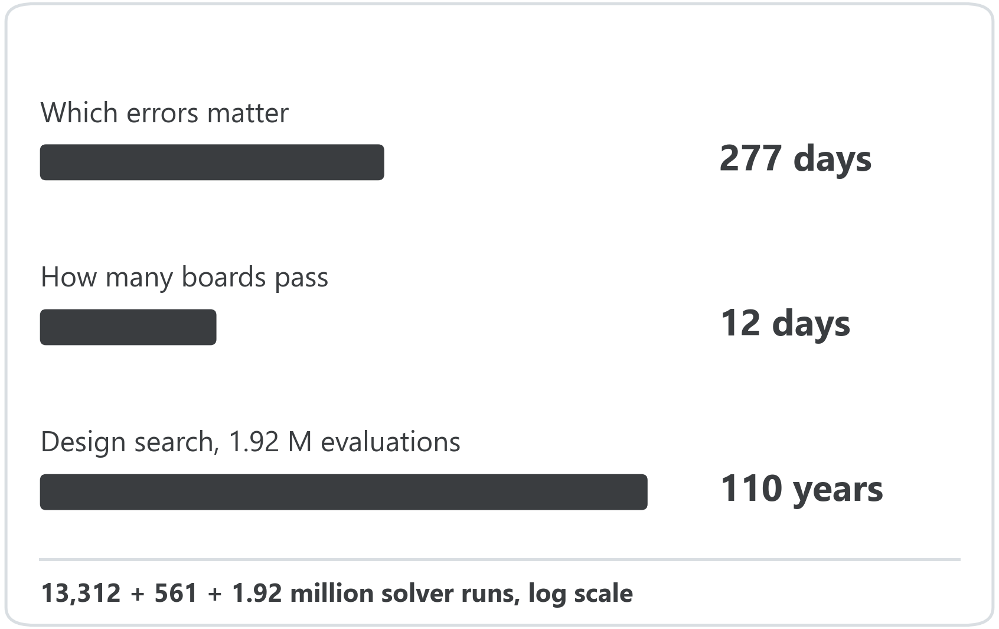 Which errors matter
277 days
How many boards pass
12 days
Design search, 1.92 M evaluations
110 years
13,312 + 561 + 1.92 million solver runs, log scale